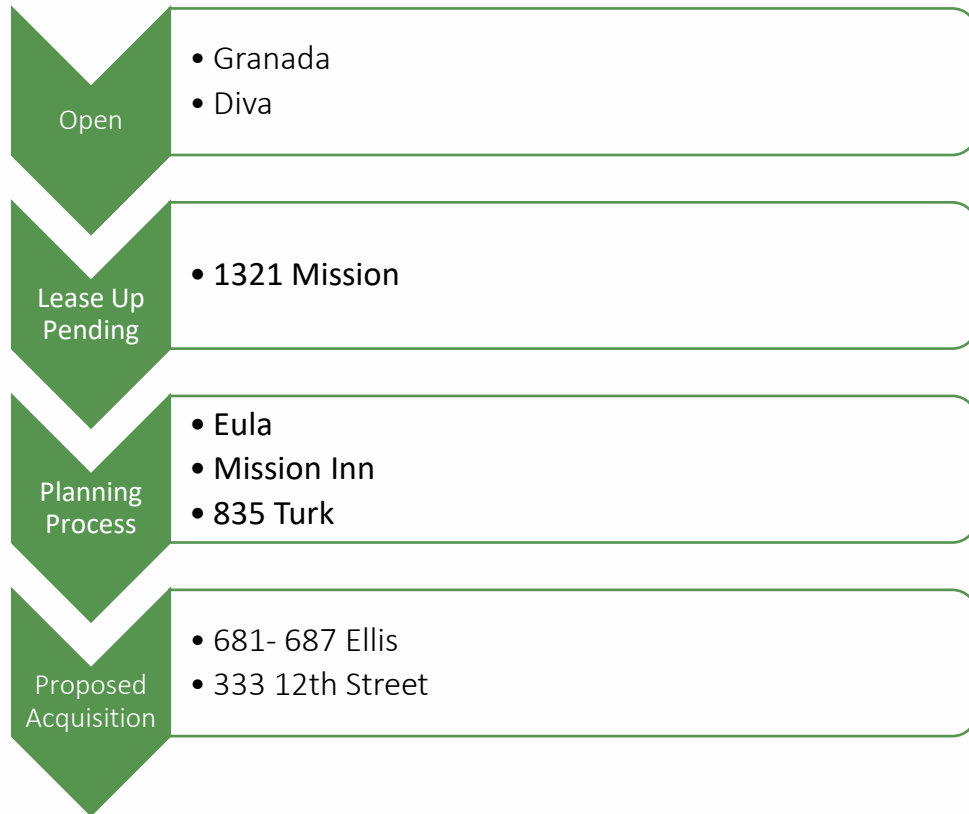 Open
• Granada
• Diva
Lease Up
Pending
• 1321 Mission
Planning
Process
• Eula
• Mission Inn
• 835 Turk
Proposed
Acquisition
• 681- 687 Ellis
• 333 12th Street